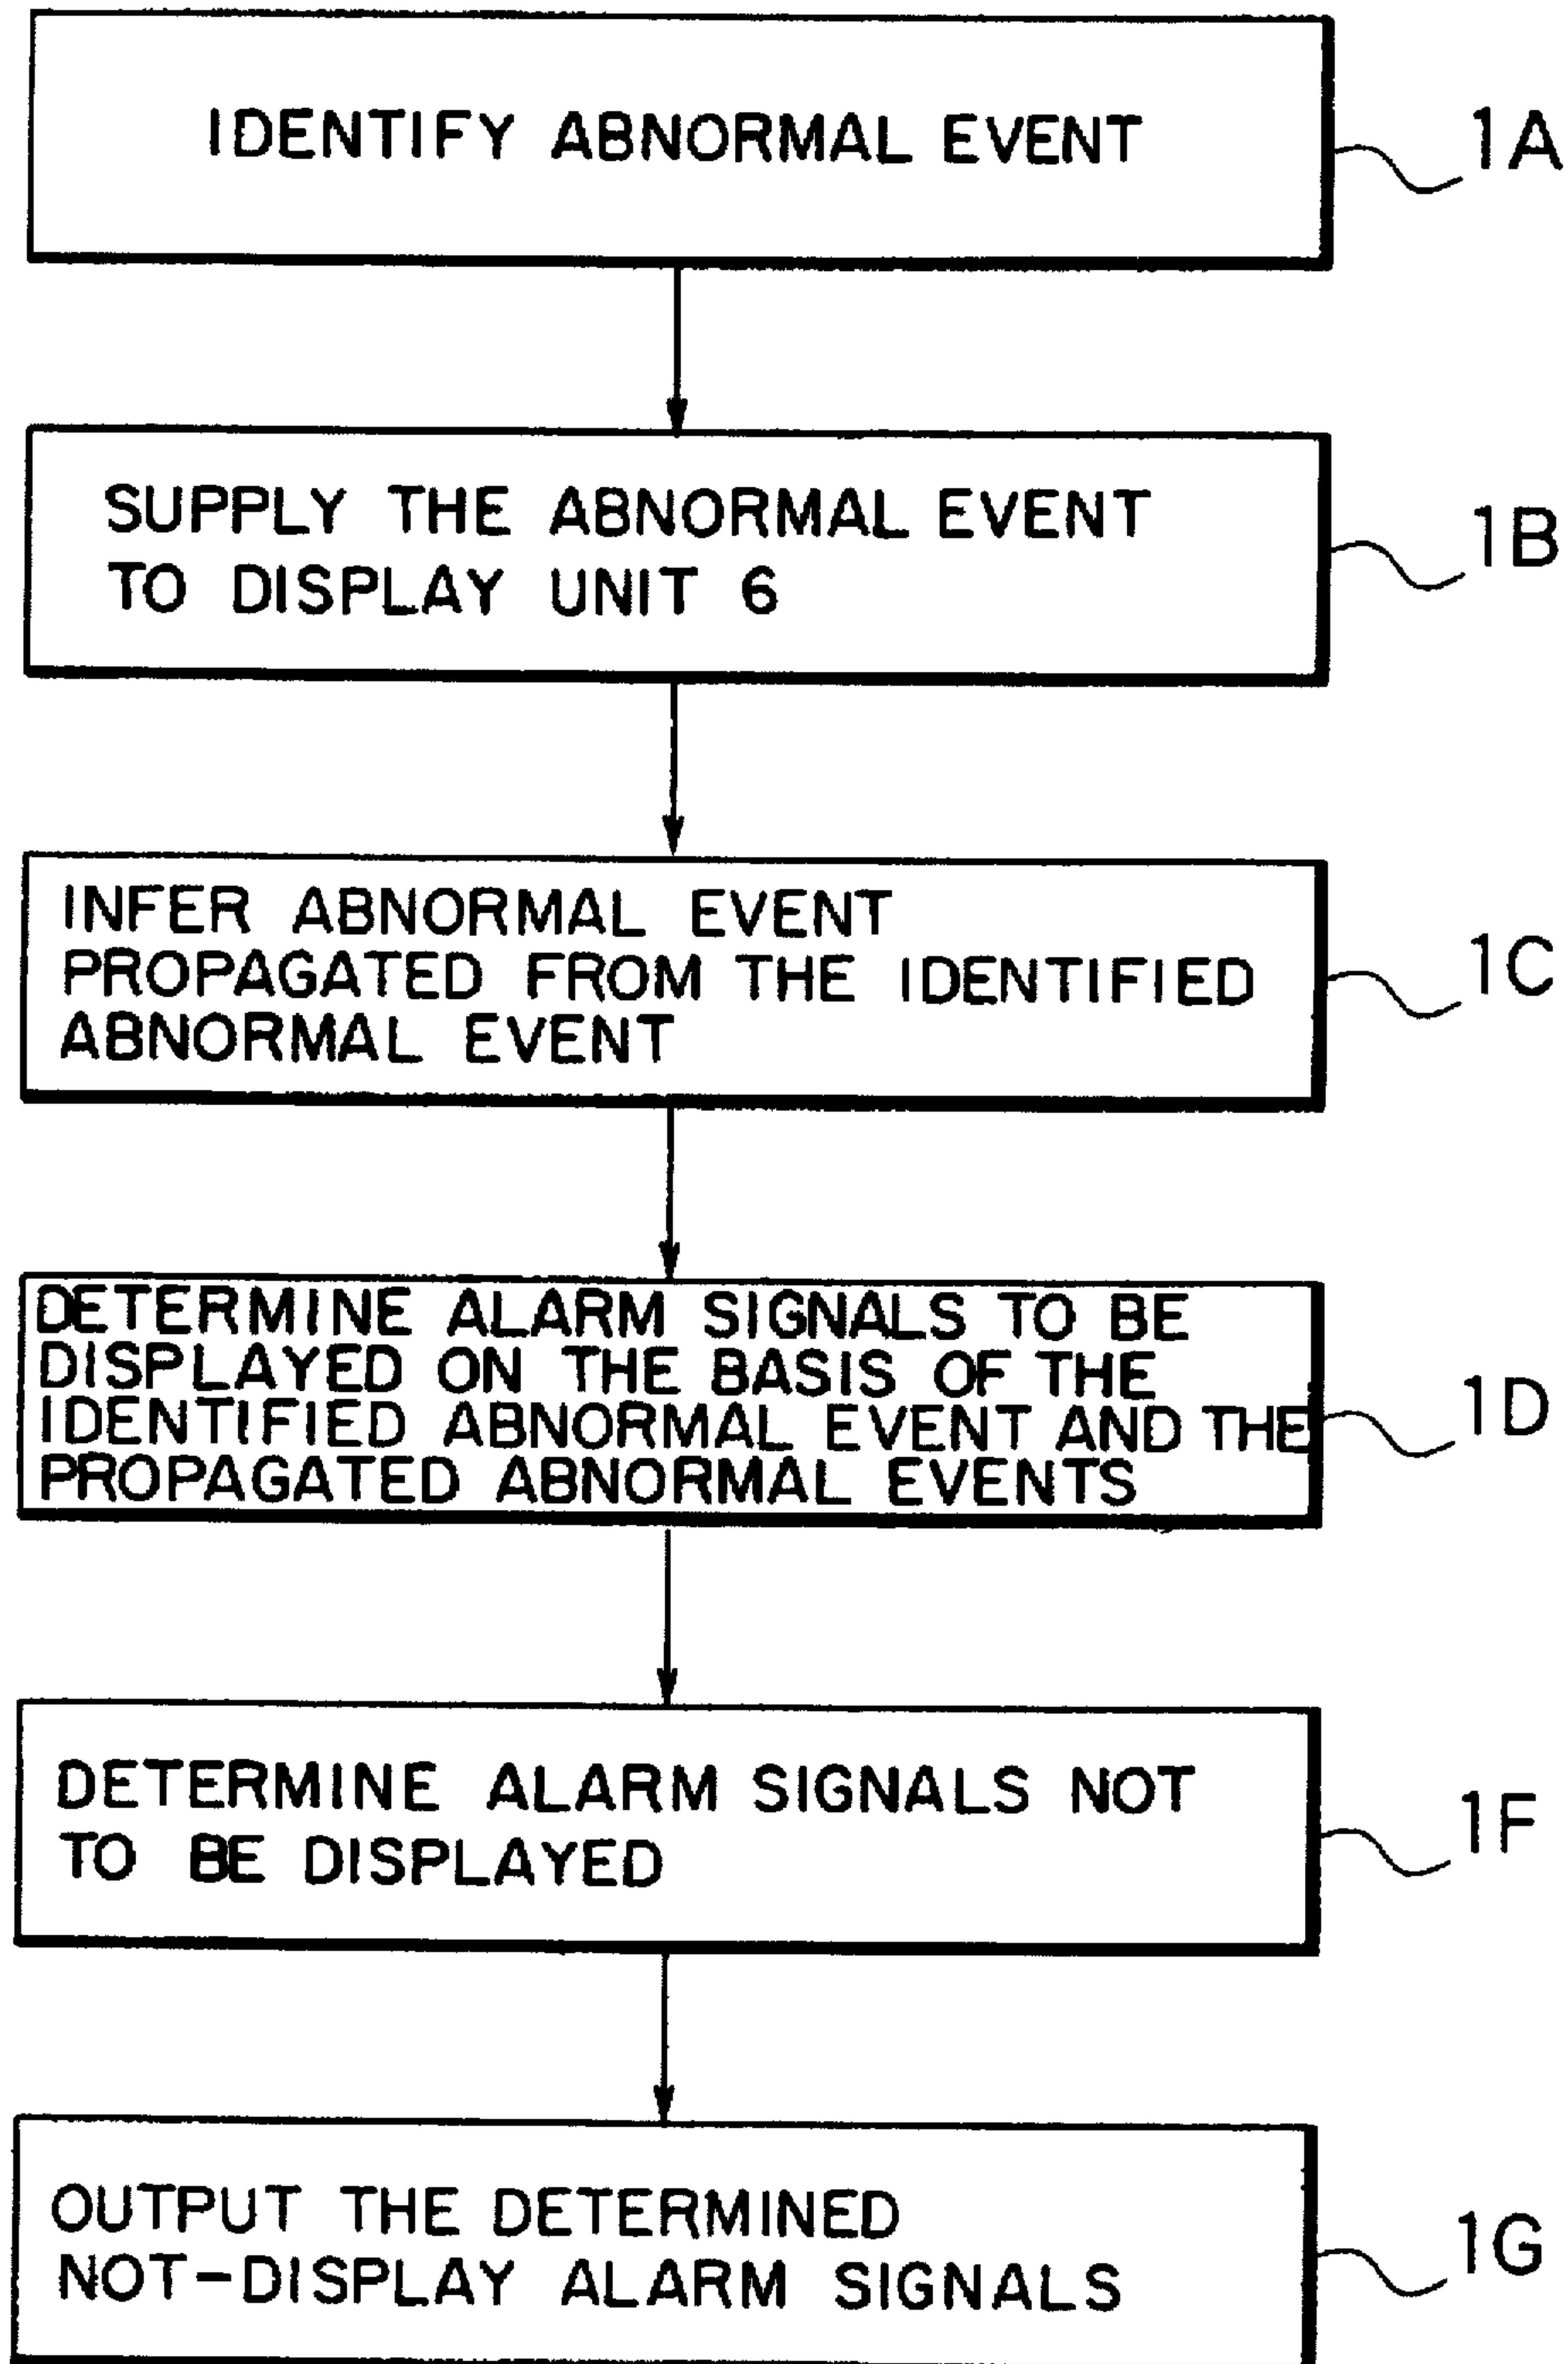 IDENTIFY ABNORMAL EVENT
1A
SUPPLY THE ABNORMAL EVENT
TO DISPLAY UNIT 6
1B
INFER ABNORMAL EVENT
PROPAGATED FROM THE IDENTIFIED
ABNORMAL EVENT
1C
DETERMINE ALARM SIGNALS TO BE
DISPLAYED ON THE BASIS OF THE
IDENTIFIED ABNORMAL EVENT AND THE
PROPAGATED ABNORMAL EVENTS
1D
DETERMINE ALARM SIGNALS NOT
TO BE DISPLAYED
1F
OUTPUT THE DETERMINED
NOT-DISPLAY ALARM SIGNALS
1G